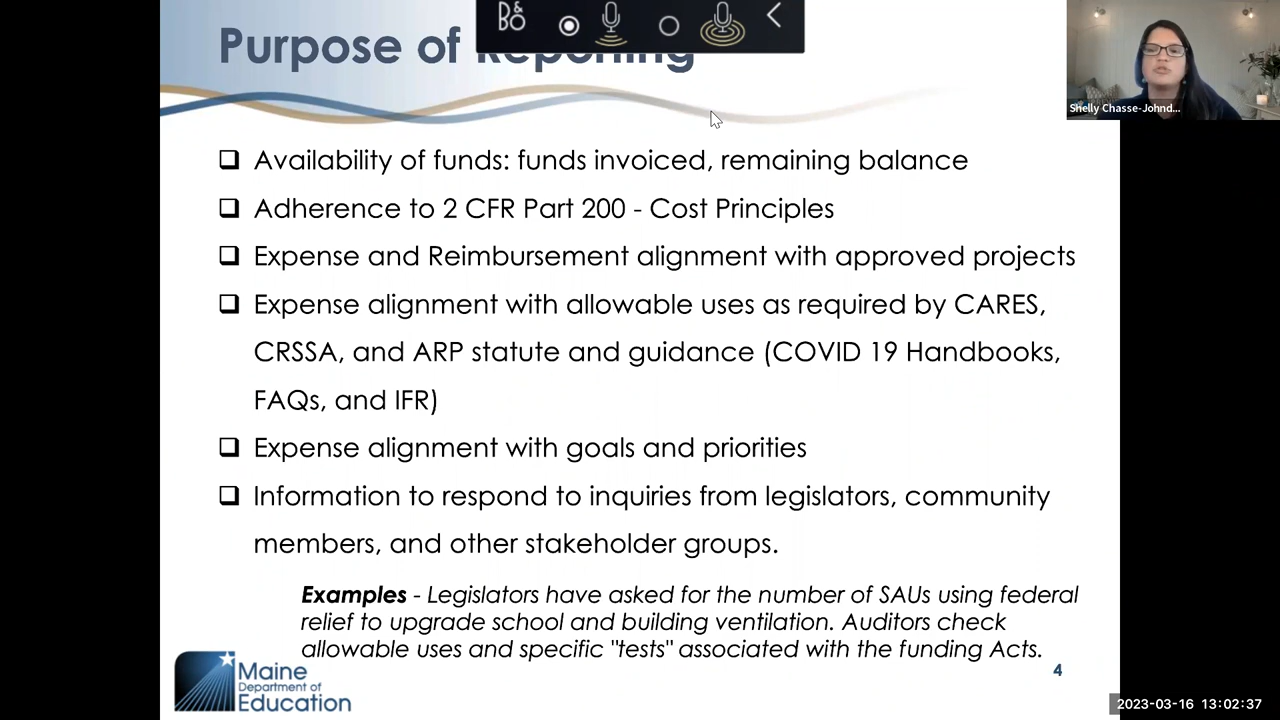 Purpose of Reporting
Shelly Chasse-Johnd...
Availability of funds: funds invoiced, remaining balance
Adherence to 2 CFR Part 200 - Cost Principles
Expense and Reimbursement alignment with approved projects
Expense alignment with allowable uses as required by CARES,
CRSSA, and ARP statute and guidance (COVID 19 Handbooks,
FAQs, and IFR)
Expense alignment with goals and priorities
Information to respond to inquiries from legislators, community
members, and other stakeholder groups.
Examples - Legislators have asked for the number of SAUs using federal
relief to upgrade school and building ventilation. Auditors check
allowable uses and specific "tests" associated with the funding Acts.
4
Maine
Department of
Education
2023-03-16 13:02:37